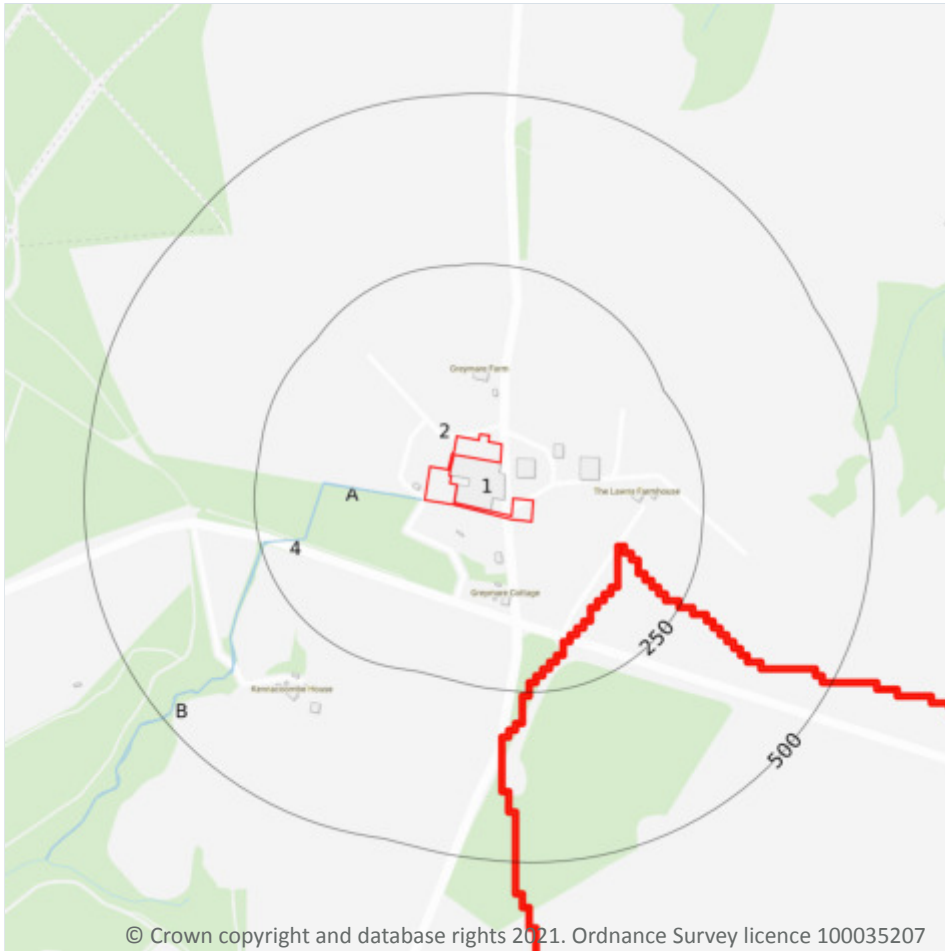 Greymare Farm
2
1
The Lawns Farmhouse
A
4
Greymare Cottage
250
Kennacombe House
B
500
© Crown copyright and database rights 2021. Ordnance Survey licence 100035207